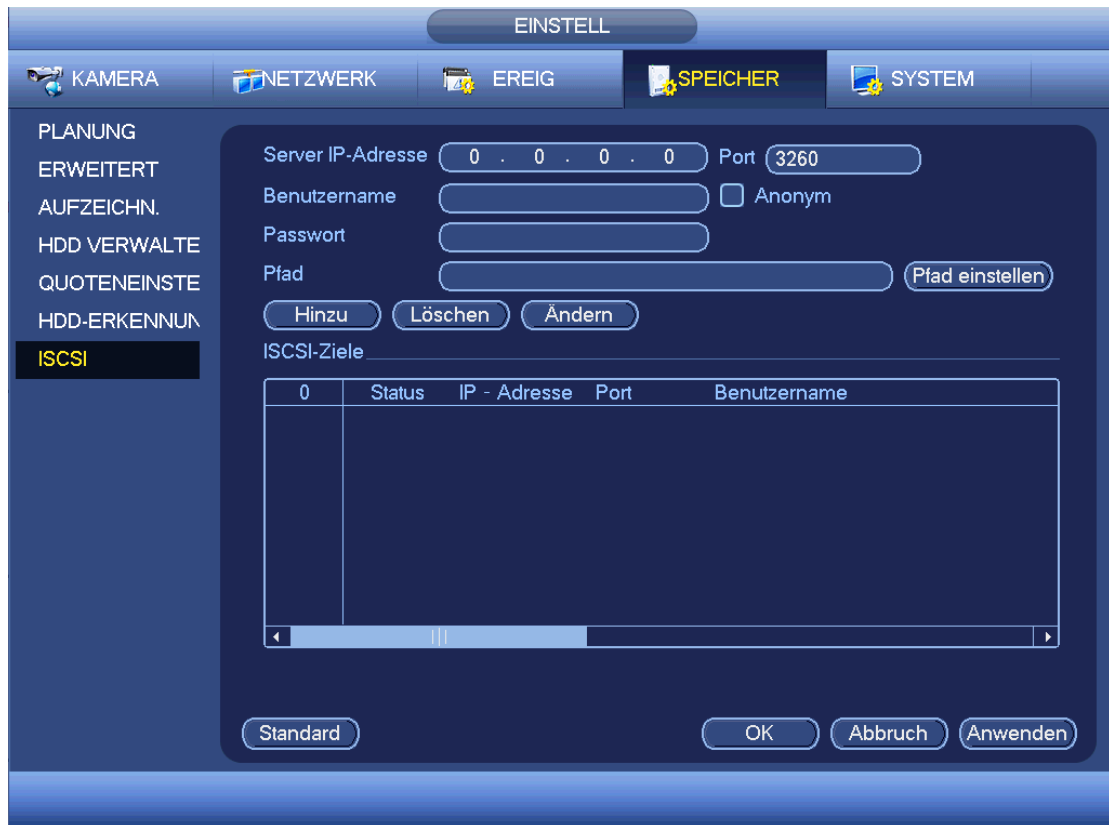 EINSTELL
KAMERA NETZWERK EREIG SPEICHER SYSTEM
PLANUNG
ERWEITERT
AUFZEICHN.
HDD VERWALTE
QUOTENEINSTE
HDD-ERKENNUN
ISCSI
Server IP-Adresse 0 . 0 . 0 . 0 Port 3260
Benutzername Anonym
Passwort
Pfad Pfad einstellen
Hinzu Löschen Ändern
ISCSI-Ziele
0 Status IP - Adresse Port Benutzername
Standard OK Abbruch Anwenden